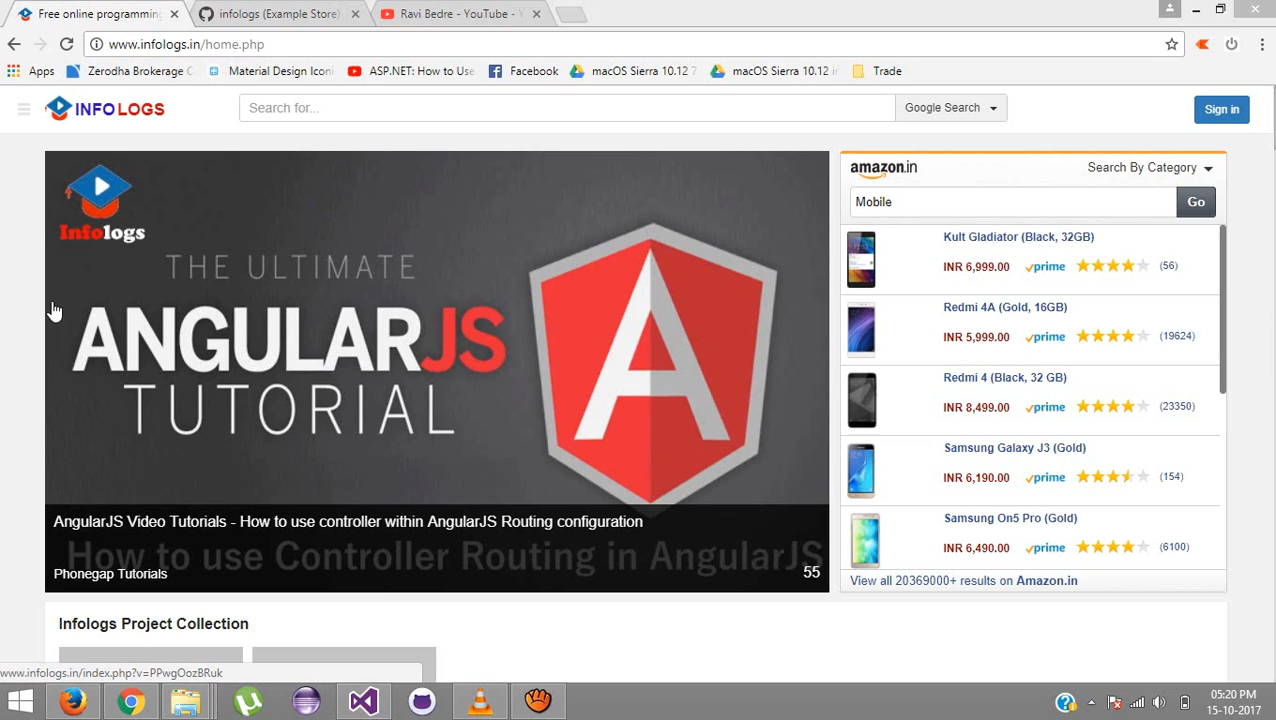 Free online programming
infologs (Example Store)
Ravi Bedre - YouTube - Y
www.infologs.in/home.php
Apps
Zerodha Brokerage C
Material Design Iconi
ASP.NET: How to Use
Facebook
macOS Sierra 10.12 7
macOS Sierra 10.12 in
Trade
INFOLOGS
Search for...
Google Search
Sign in
Infologs
THE ULTIMATE
ANGULARJS
TUTORIAL
AngularJS Video Tutorials - How to use controller within AngularJS Routing configuration
How to use Controller Routing in AngularJS
Phonegap Tutorials
55
amazon.in
Search By Category
Mobile
Go
Kult Gladiator (Black, 32GB)
INR 6,999.00 prime (56)
Redmi 4A (Gold, 16GB)
INR 5,999.00 prime (19624)
Redmi 4 (Black, 32 GB)
INR 8,499.00 prime (23350)
Samsung Galaxy J3 (Gold)
INR 6,190.00 prime (154)
Samsung On5 Pro (Gold)
INR 6,490.00 prime (6100)
View all 20369000+ results on Amazon.in
Infologs Project Collection
www.infologs.in/index.php?v=PPwgOozBRuk
05:20 PM
15-10-2017